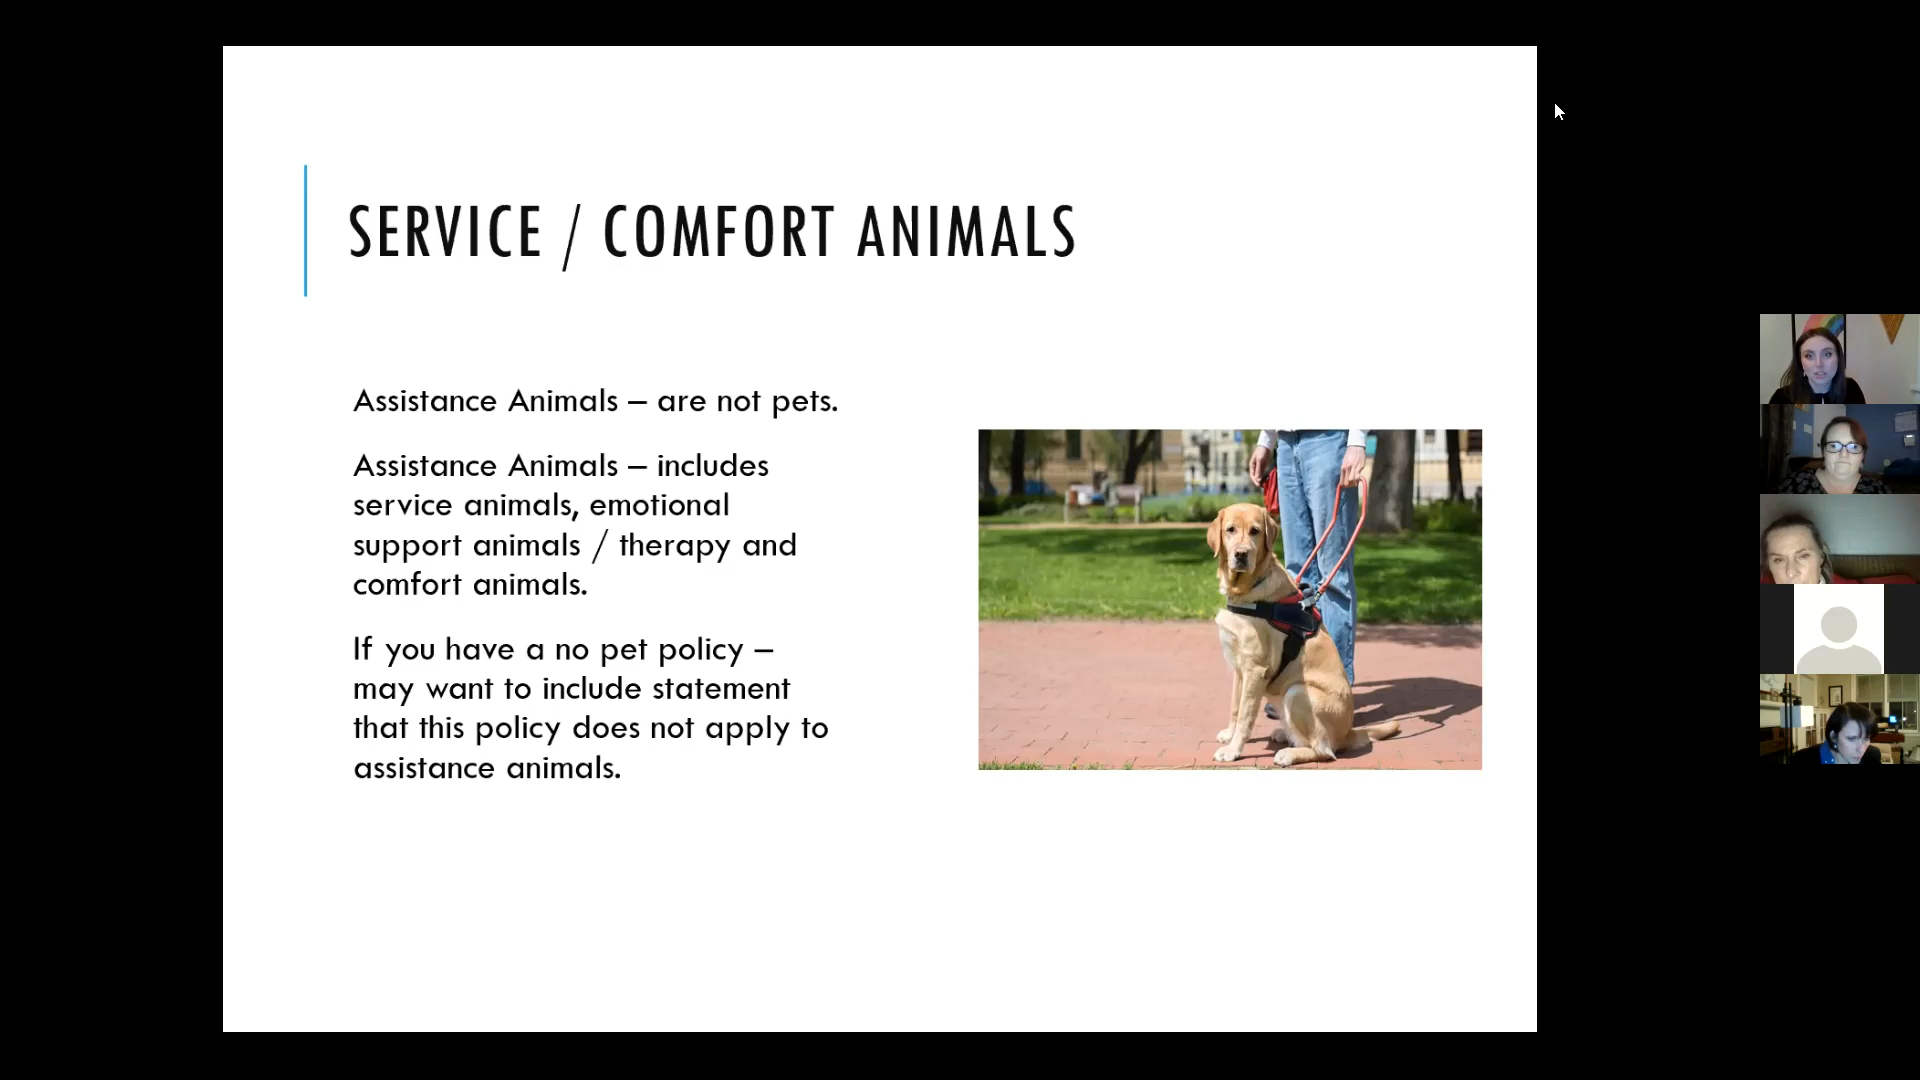 SERVICE / COMFORT ANIMALS
Assistance Animals – are not pets.
Assistance Animals – includes
service animals, emotional
support animals / therapy and
comfort animals.
If you have a no pet policy –
may want to include statement
that this policy does not apply to
assistance animals.